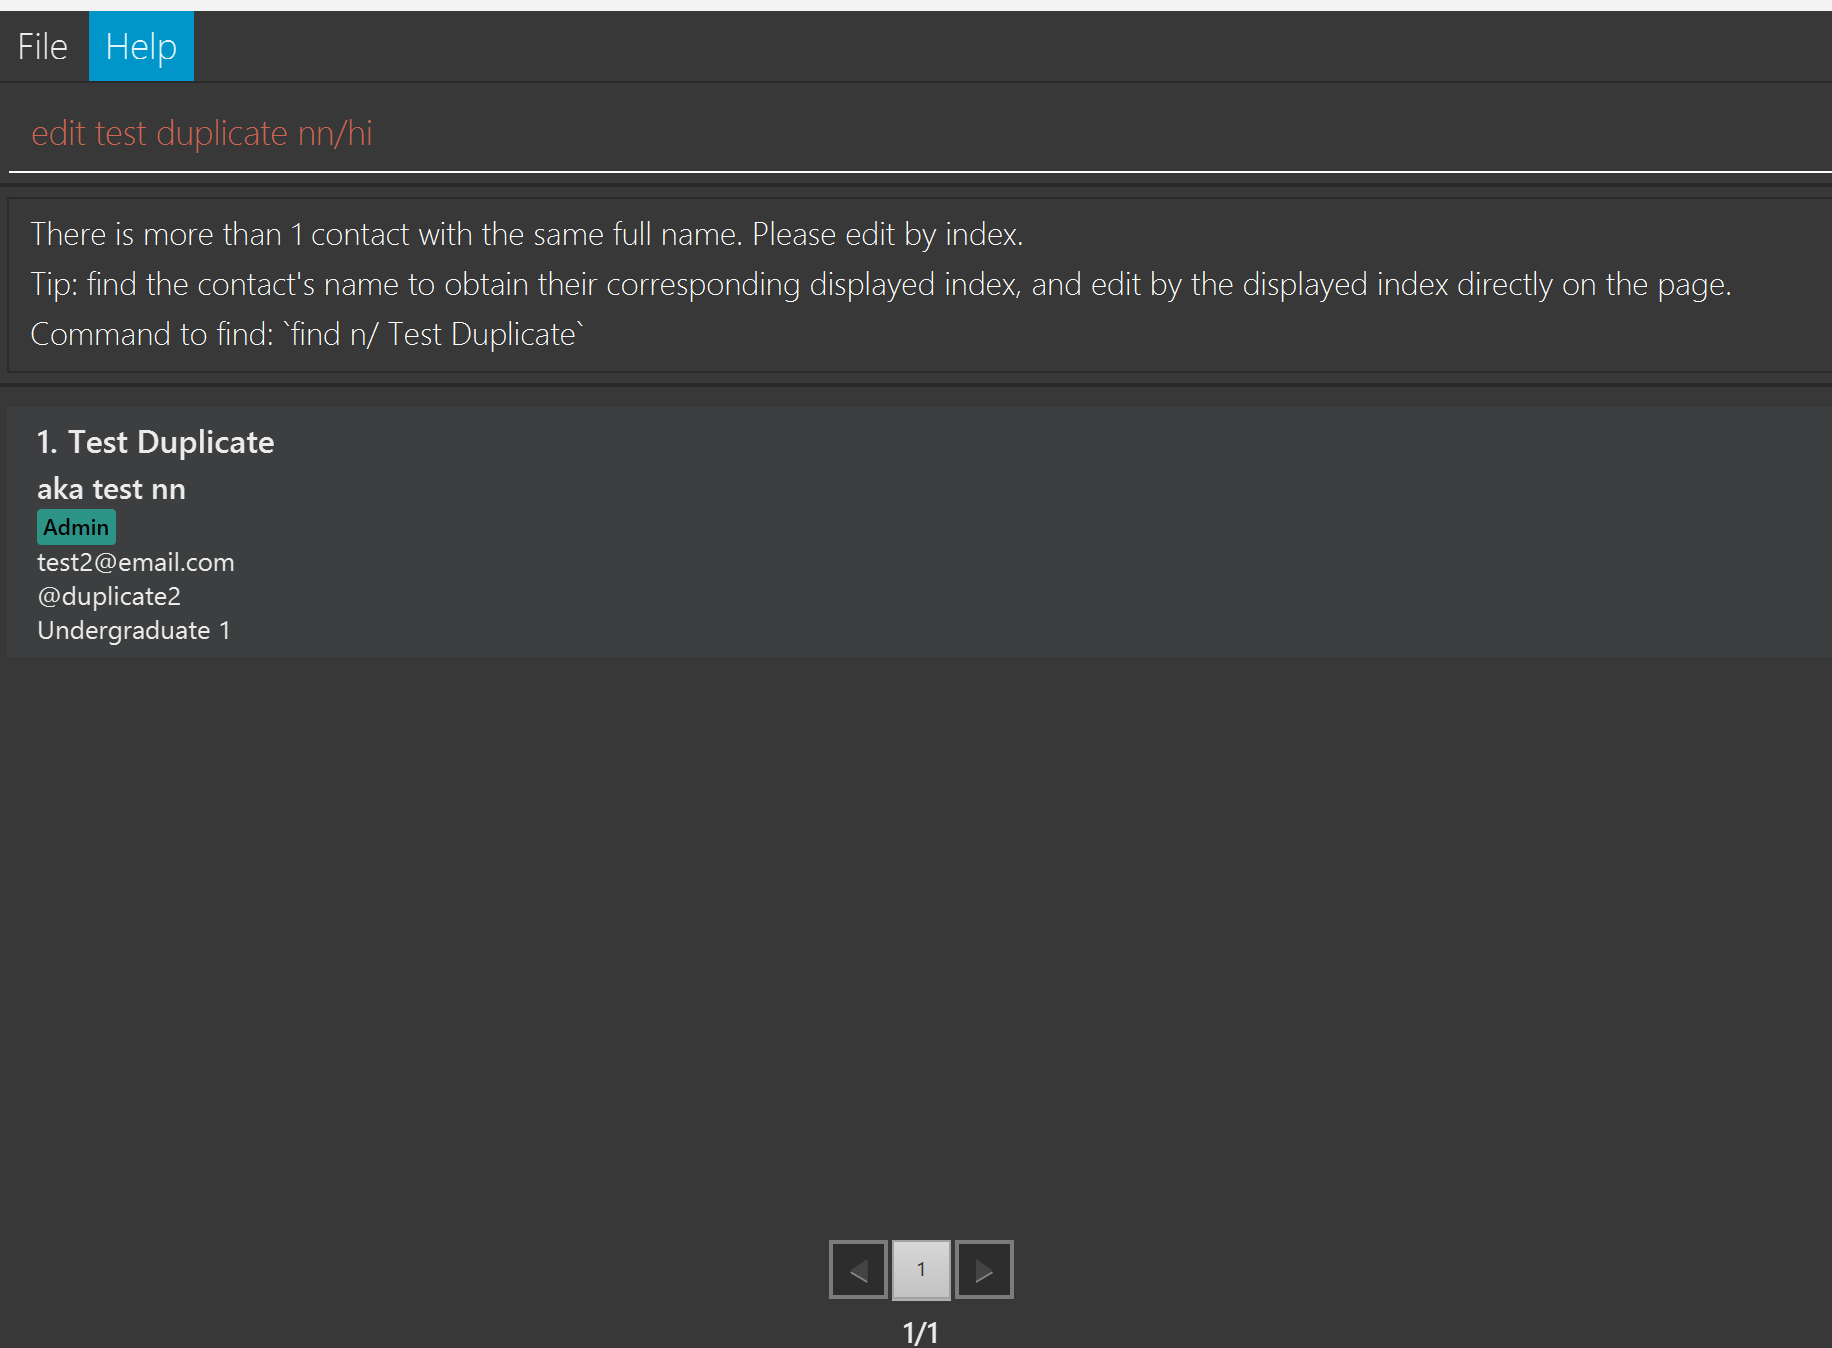 File Help
edit test duplicate nn/hi
There is more than 1 contact with the same full name. Please edit by index.
Tip: find the contact's name to obtain their corresponding displayed index, and edit by the displayed index directly on the page.
Command to find: `find n/ Test Duplicate`
1. Test Duplicate
aka test nn
Admin
test2@email.com
@duplicate2
Undergraduate 1
1
1/1